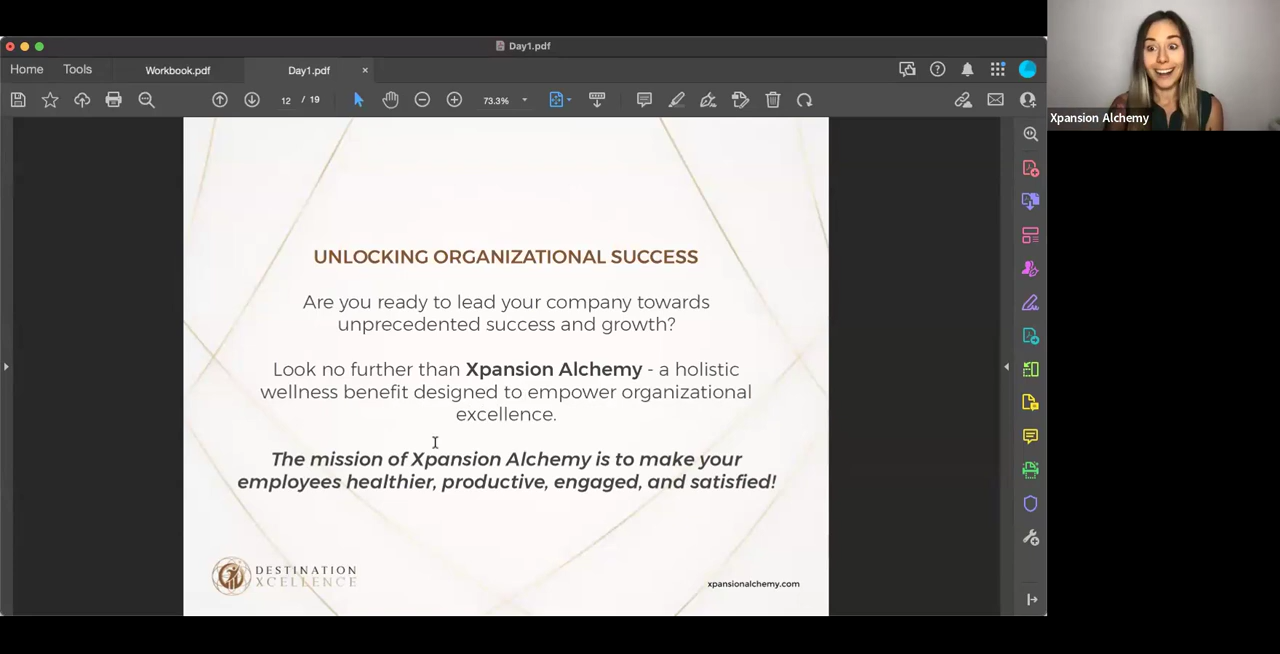 Day1.pdf
Home Tools Workbook.pdf Day1.pdf ×
12 / 19 73.3%
Xpansion Alchemy
UNLOCKING ORGANIZATIONAL SUCCESS
Are you ready to lead your company towards
unprecedented success and growth?
Look no further than Xpansion Alchemy - a holistic
wellness benefit designed to empower organizational
excellence.
The mission of Xpansion Alchemy is to make your
employees healthier, productive, engaged, and satisfied!
DESTINATION
XCELLENCE
xpansionalchemy.com